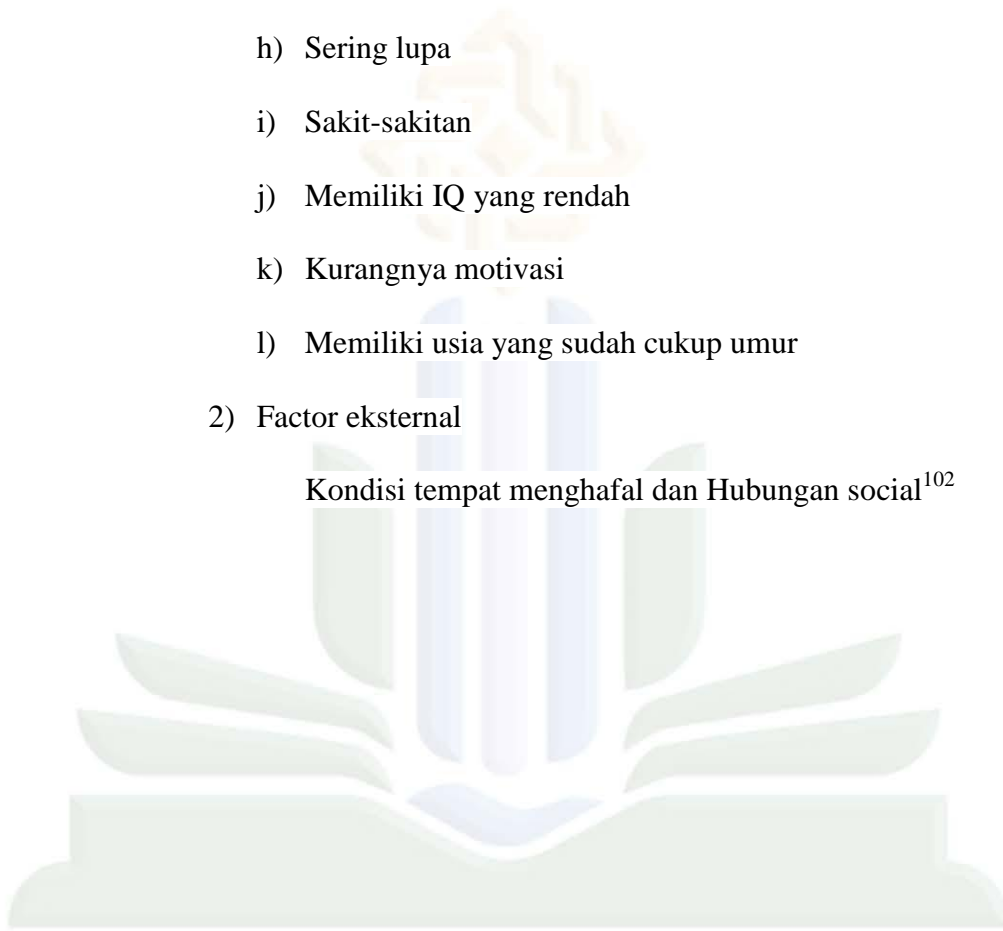 h) Sering lupa
i) Sakit-sakitan
j) Memiliki IQ yang rendah
k) Kurangnya motivasi
l) Memiliki usia yang sudah cukup umur
2) Factor eksternal
Kondisi tempat menghafal dan Hubungan social102